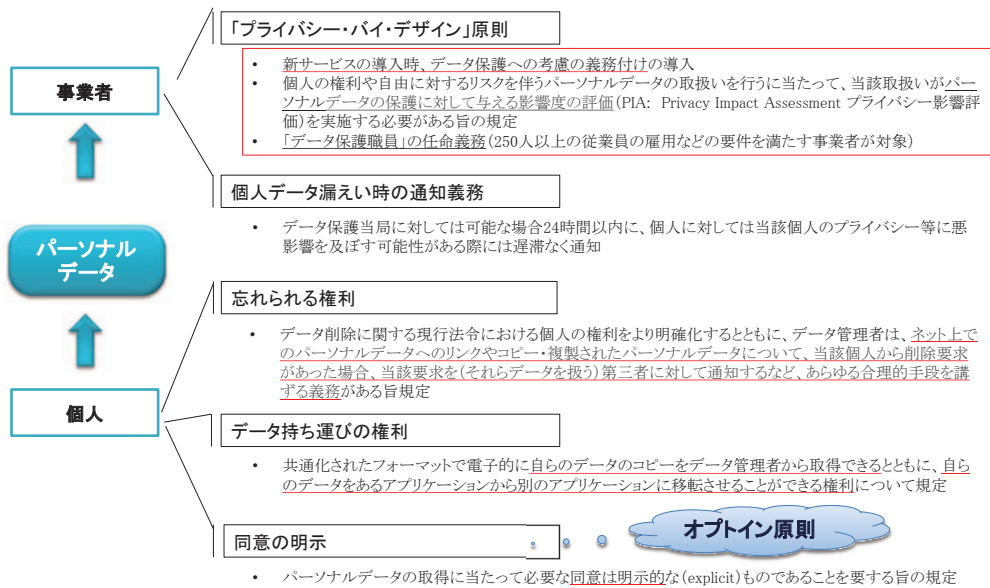 「プライバシー・バイ・デザイン」原則
• 新サービスの導入時、データ保護への考慮の義務付けの導入
• 個人の権利や自由に対するリスクを伴うパーソナルデータの取扱いを行うに当たって、当該取扱いがパー
ソナルデータの保護に対して与える影響度の評価(PIA: Privacy Impact Assessment プライバシー影響評
価)を実施する必要がある旨の規定
• 「データ保護職員」の任命義務(250人以上の従業員の雇用などの要件を満たす事業者が対象)
事業者
個人データ漏えい時の通知義務
• データ保護当局に対しては可能な場合24時間以内に、個人に対しては当該個人のプライバシー等に悪
影響を及ぼす可能性がある際には遅滞なく通知
パーソナル
データ
忘れられる権利
• データ削除に関する現行法令における個人の権利をより明確化するとともに、データ管理者は、ネット上で
のパーソナルデータへのリンクやコピー・複製されたパーソナルデータについて、当該個人から削除要求
があった場合、当該要求を(それらデータを扱う)第三者に対して通知するなど、あらゆる合理的手段を講
ずる義務がある旨規定
個人
データ持ち運びの権利
• 共通化されたフォーマットで電子的に自らのデータのコピーをデータ管理者から取得できるとともに、自ら
のデータをあるアプリケーションから別のアプリケーションに移転させることができる権利について規定
同意の明示
オプトイン原則
• パーソナルデータの取得に当たって必要な同意は明示的な(explicit)ものであることを要する旨の規定